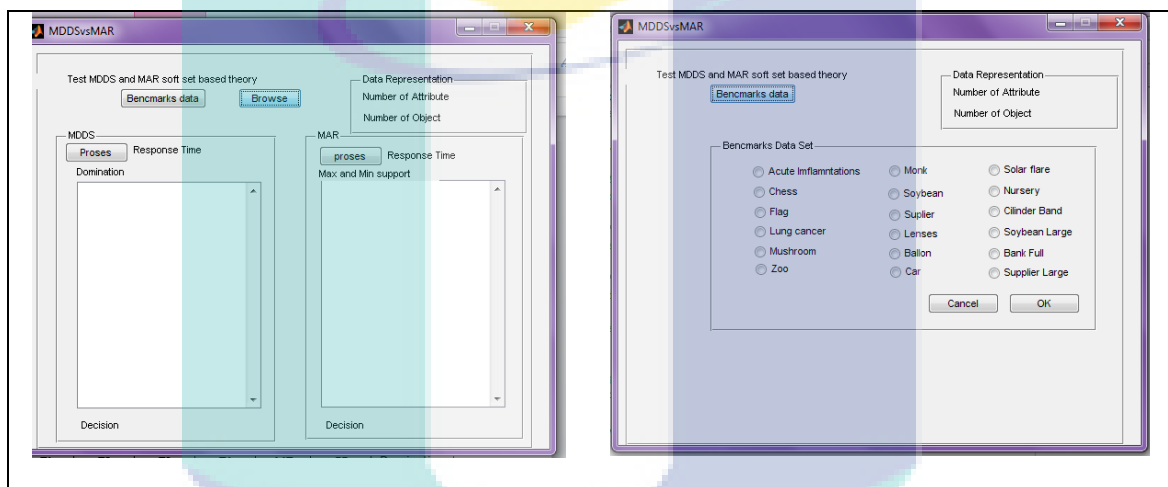 MDDSvsMAR
Test MDDS and MAR soft set based theory
Bencmarks data
Browse
Data Representation
Number of Attribute
Number of Object
MDDS
Proses
Response Time
Domination
Decision
MAR
proses
Response Time
Max and Min support
Decision
MDDSvsMAR
Test MDDS and MAR soft set based theory
Bencmarks data
Data Representation
Number of Attribute
Number of Object
Bencmarks Data Set
Acute Imflamntations
Chess
Flag
Lung cancer
Mushroom
Zoo
Monk
Soybean
Suplier
Lenses
Ballon
Car
Solar flare
Nursery
Cilinder Band
Soybean Large
Bank Full
Supplier Large
Cancel
OK